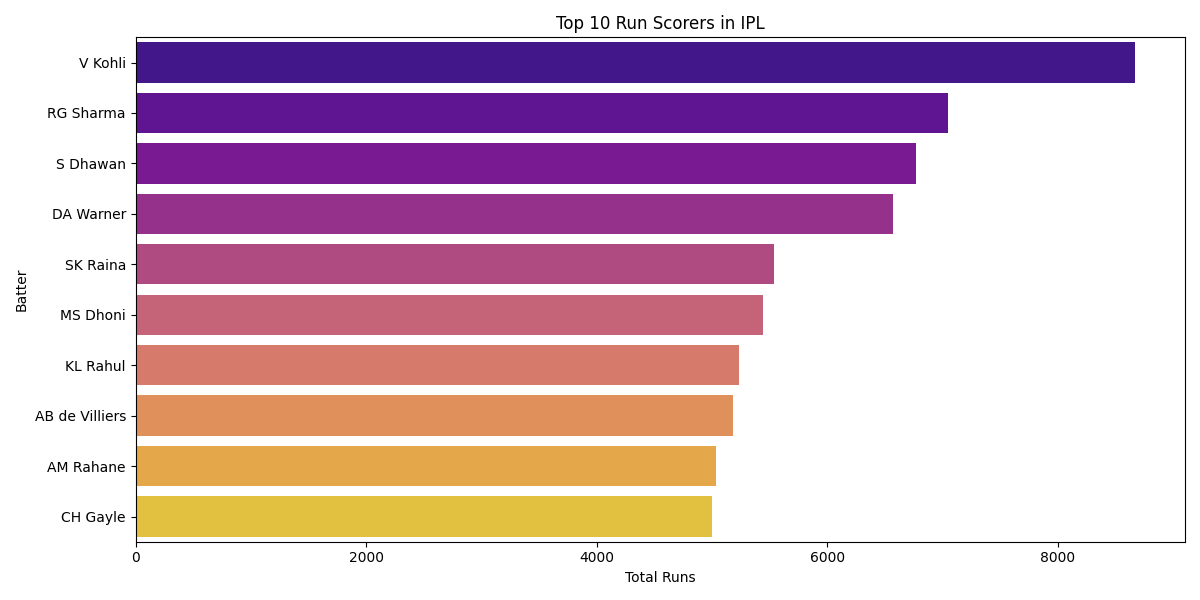 Top 10 Run Scorers in IPL
V Kohli
RG Sharma
S Dhawan
DA Warner
SK Raina
MS Dhoni
KL Rahul
AB de Villiers
AM Rahane
CH Gayle
Batter
0 2000 4000 6000 8000
Total Runs